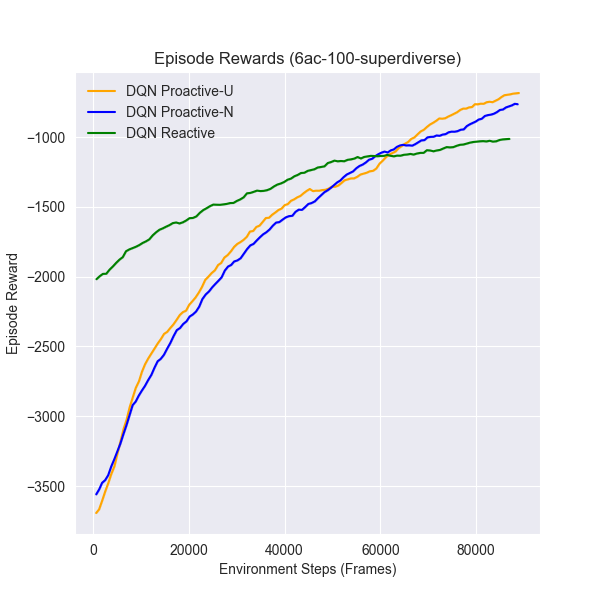 Episode Rewards (6ac-100-superdiverse)
DQN Proactive-U
DQN Proactive-N
DQN Reactive
Episode Reward
−1000
−1500
−2000
−2500
−3000
−3500
0 20000 40000 60000 80000
Environment Steps (Frames)